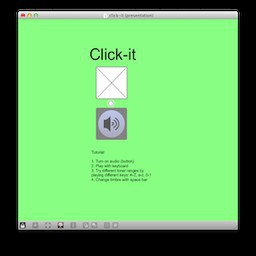 click-it (presentation)
Click-it
Tutorial:
1. Turn on audio (button)
2. Play with keyboard
3. Try different tonal ranges by
playing different keys: A-Z, a-z, 0-1
4. Change timbre with space bar